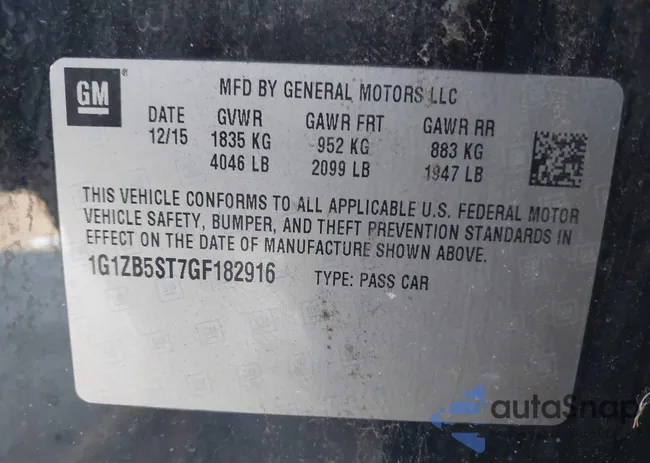 GM
MFD BY GENERAL MOTORS LLC
DATE GVWR GAWR FRT GAWR RR
12/15 1835 KG 952 KG 883 KG
4046 LB 2099 LB 1947 LB
THIS VEHICLE CONFORMS TO ALL APPLICABLE U.S. FEDERAL MOTOR
VEHICLE SAFETY, BUMPER, AND THEFT PREVENTION STANDARDS IN
EFFECT ON THE DATE OF MANUFACTURE SHOWN ABOVE.
1G1ZB5ST7GF182916 TYPE: PASS CAR
autoSnap